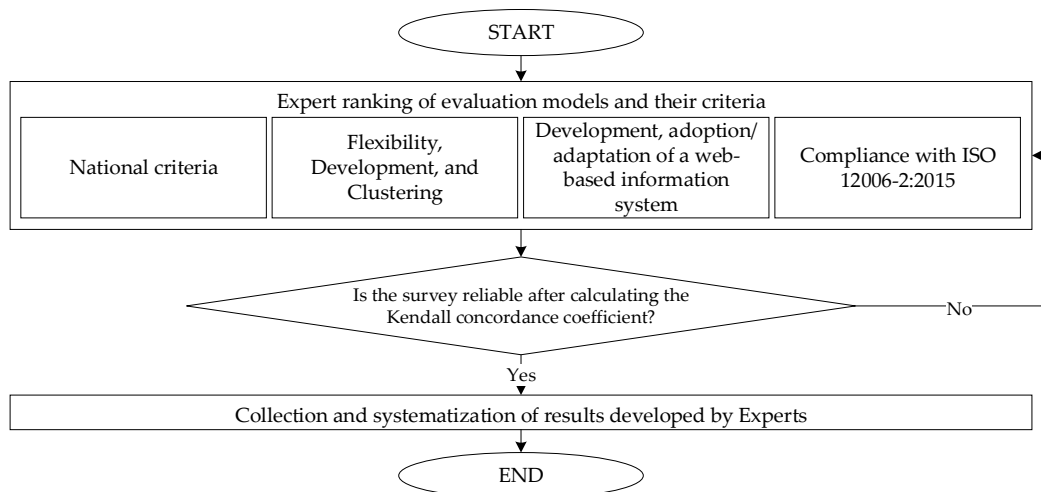 START
Expert ranking of evaluation models and their criteria
National criteria
Flexibility,
Development, and
Clustering
Development, adoption/
adaptation of a web-
based information
system
Compliance with ISO
12006-2:2015
Is the survey reliable after calculating the
Kendall concordance coefficient?
No
Yes
Collection and systematization of results developed by Experts
END